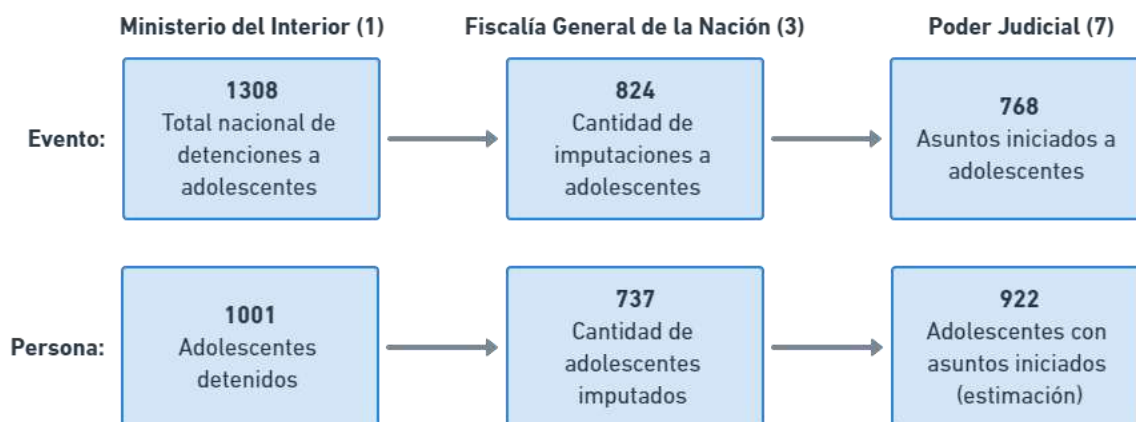 Ministerio del Interior (1)
Fiscalía General de la Nación (3)
Poder Judicial (7)
Evento:
1308
Total nacional de
detenciones a
adolescentes
824
Cantidad de
imputaciones a
adolescentes
768
Asuntos iniciados a
adolescentes
Persona:
1001
Adolescentes
detenidos
737
Cantidad de
adolescentes
imputados
922
Adolescentes con
asuntos iniciados
(estimación)